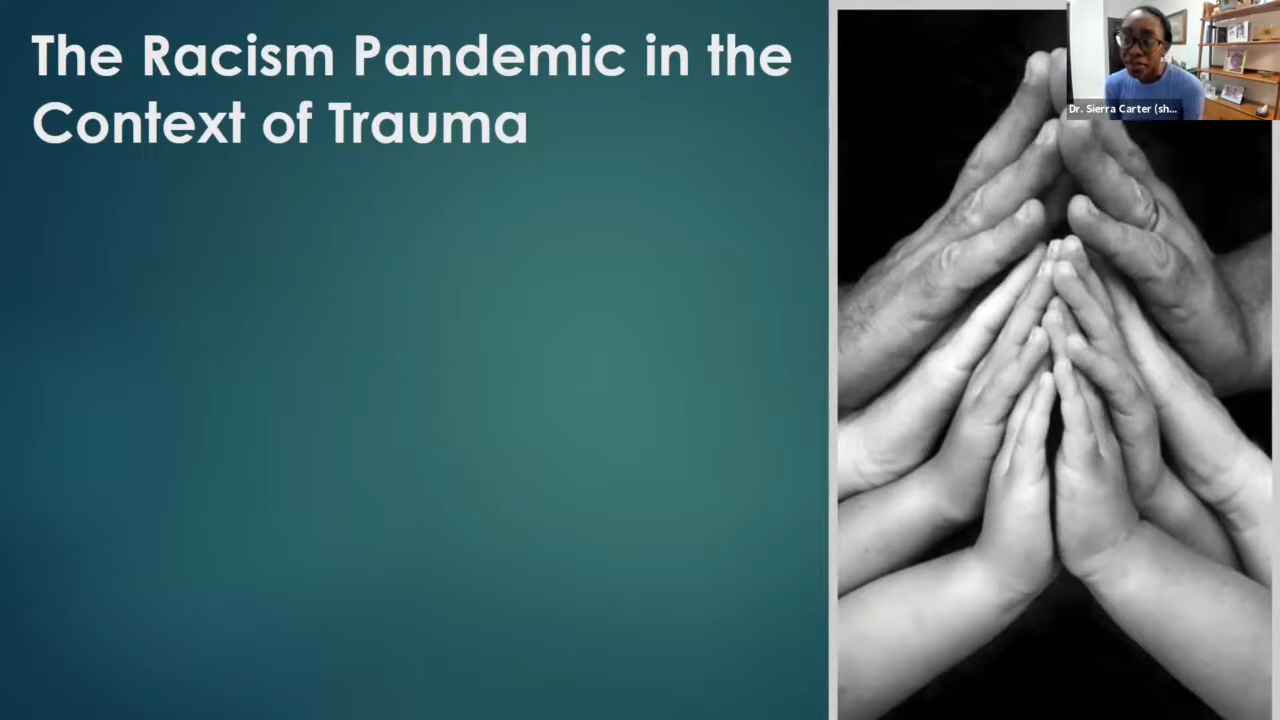 The Racism Pandemic in the
Context of Trauma
Dr. Sierra Carter (sh...